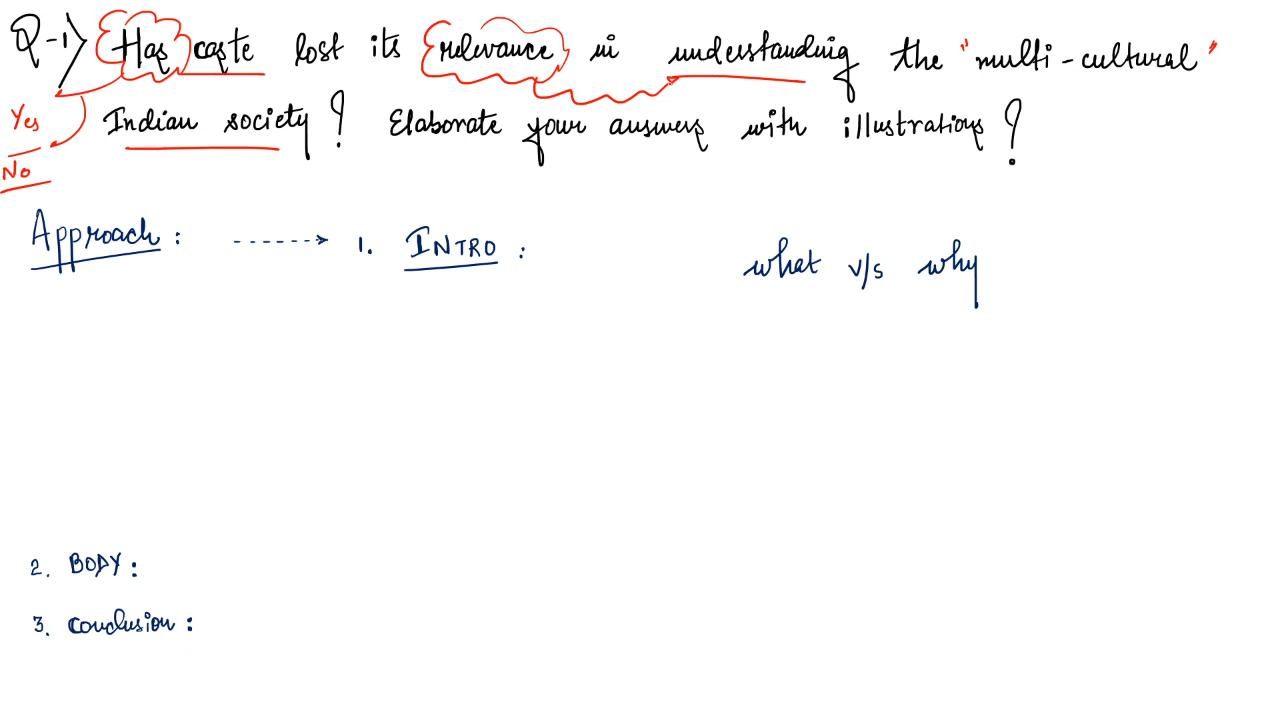 Q-1) Has caste lost its relevance in understanding the "multi-cultural"
Indian society? Elaborate your answers with illustrations?
Yes
No
Approach: ------> 1. INTRO: what v/s why
2. BODY:
3. Conclusion: